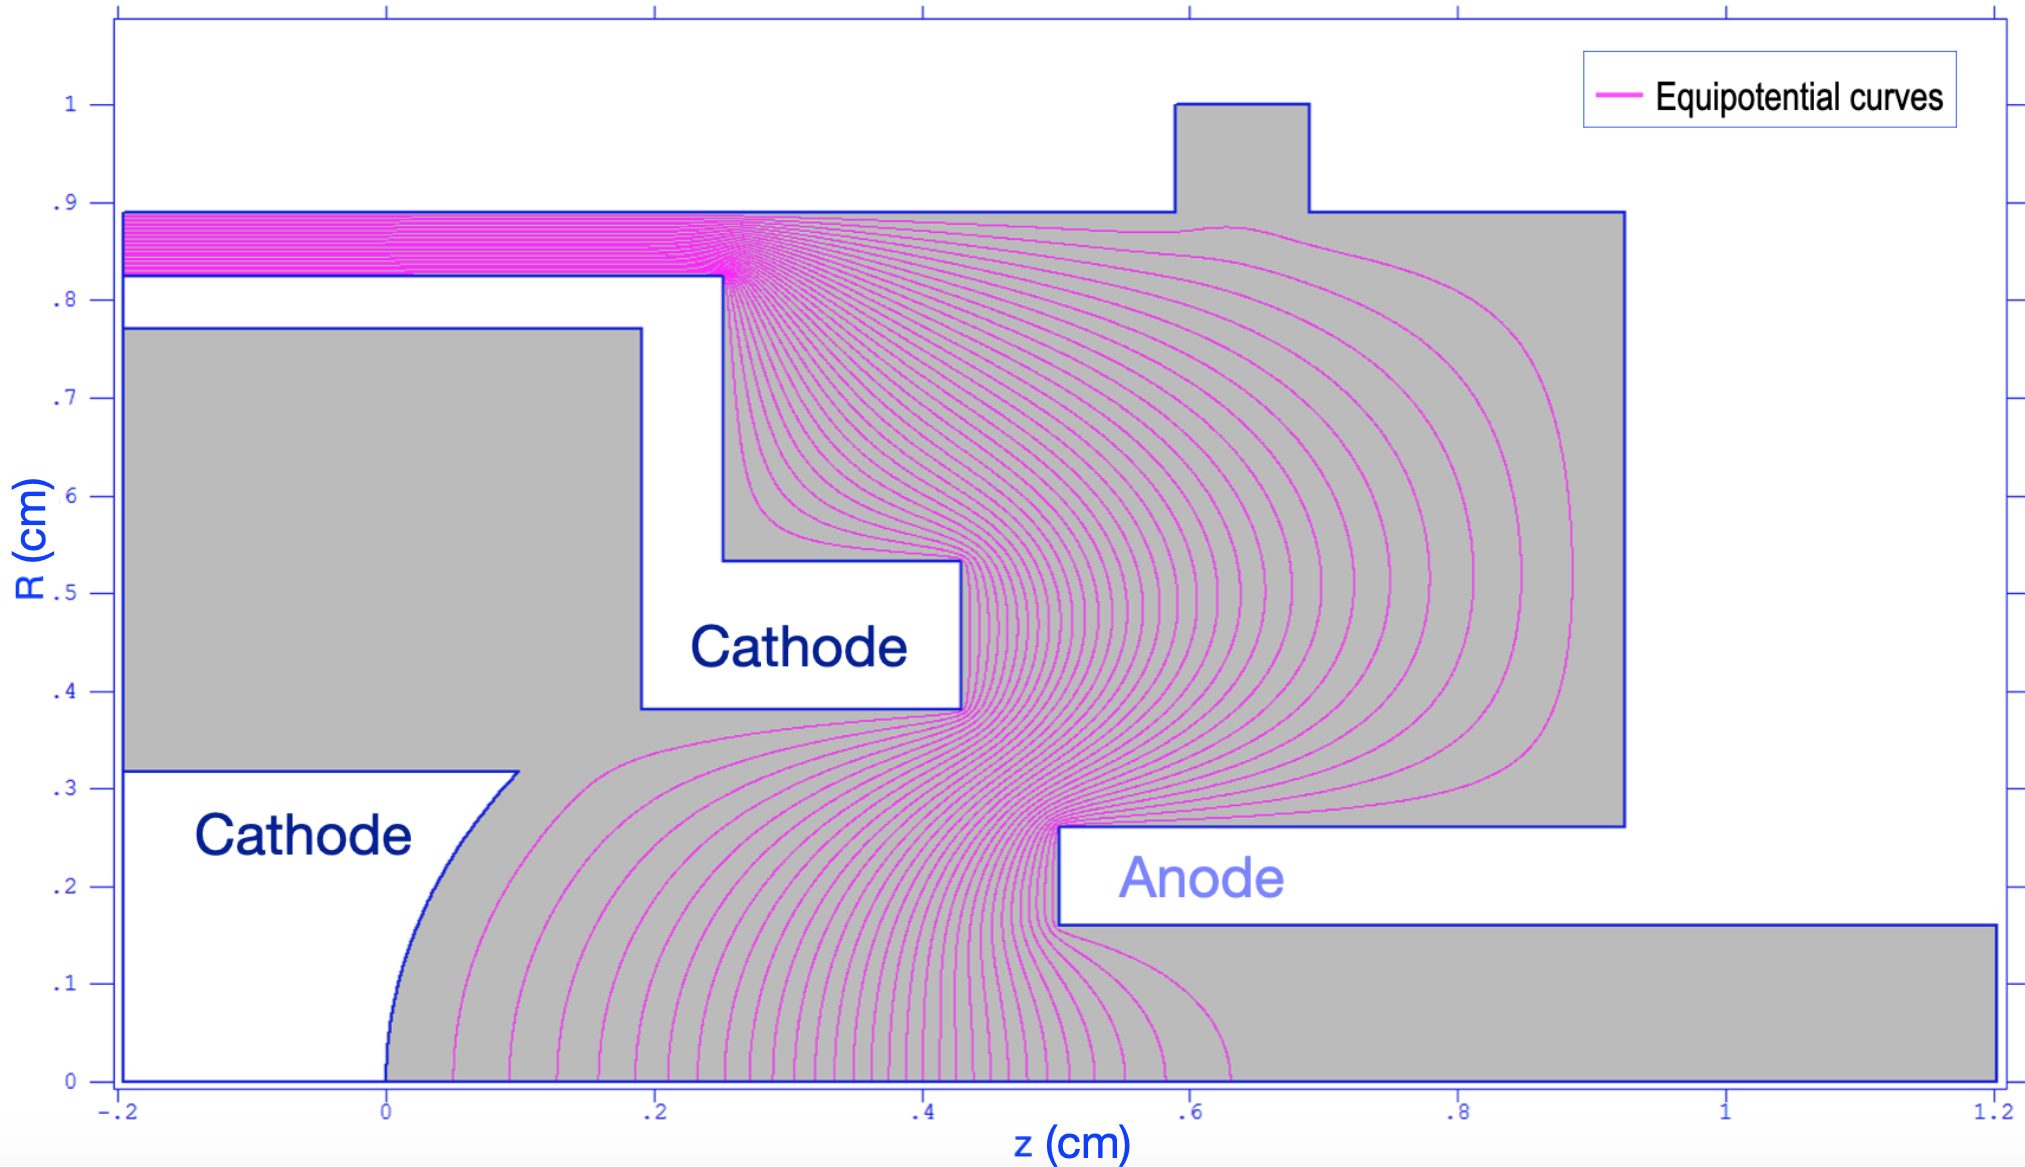 Equipotential curves
1
.9
.8
.7
.6
.5
.4
.3
.2
.1
0
R (cm)
Cathode
Cathode
Anode
-.2 0 .2 .4 .6 .8 1 1.2
z (cm)